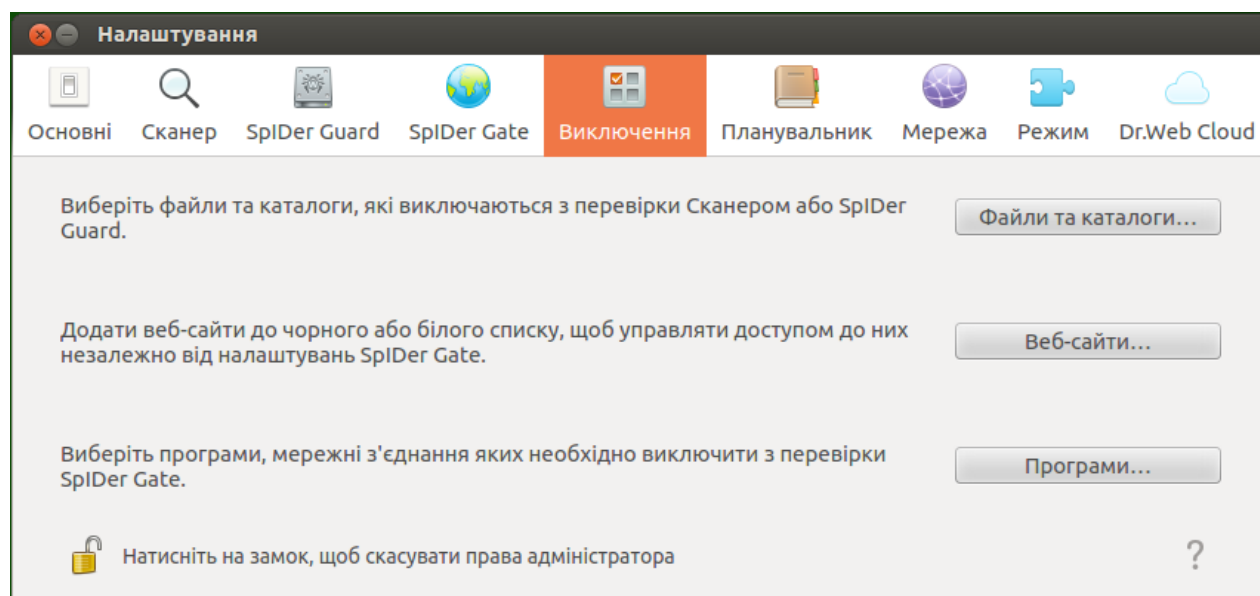 Налаштування
Основні Сканер SpIDer Guard SpIDer Gate Виключення Планувальник Мережа Режим Dr.Web Cloud
Виберіть файли та каталоги, які виключаються з перевірки Сканером або SpIDer
Guard.
Файли та каталоги...
Додати веб-сайти до чорного або білого списку, щоб управляти доступом до них
незалежно від налаштувань SpIDer Gate.
Веб-сайти...
Виберіть програми, мережні з'єднання яких необхідно виключити з перевірки
SpIDer Gate.
Програми...
Натисніть на замок, щоб скасувати права адміністратора
?